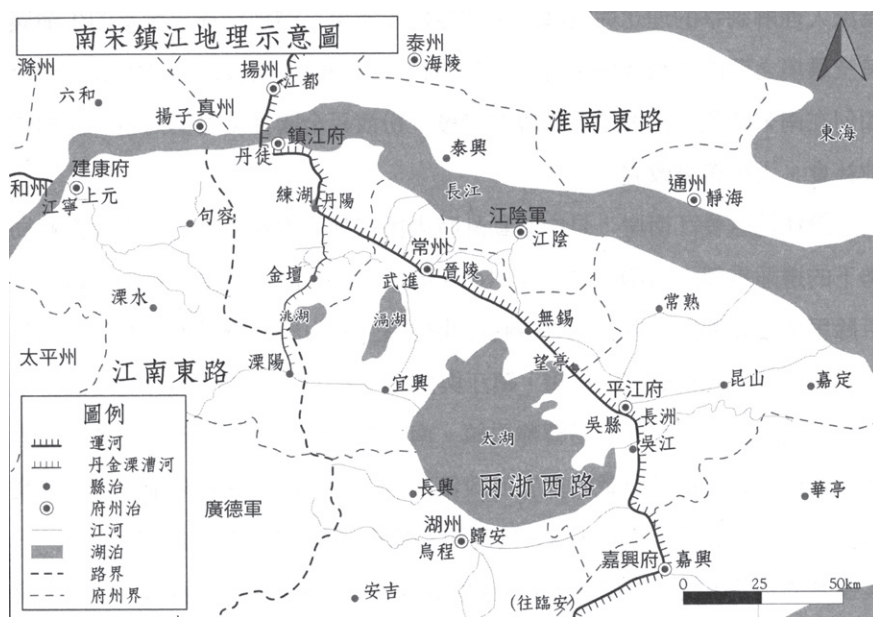 南宋鎮江地理示意圖
滁州
六和
揚州
江都
泰州
海陵
真州
揚子
淮南東路
東海
鎮江府
丹徒
泰興
長江
通州
靜海
建康府
上元
和州
江寧
句容
練湖
丹陽
江陰軍
江陰
常州
晉陵
武進
金壇
洮湖
滆湖
溧水
無錫
常熟
望亭
太平州
江南東路
溧陽
宜興
平江府
長洲
吳縣
吳江
崑山
嘉定
太湖
兩浙西路
長興
廣德軍
湖州
歸安
烏程
華亭
安吉
嘉興府
嘉興
(往臨安)
圖例
運河
丹金溧漕河
縣治
府州治
江河
湖泊
路界
府州界
0 25 50km